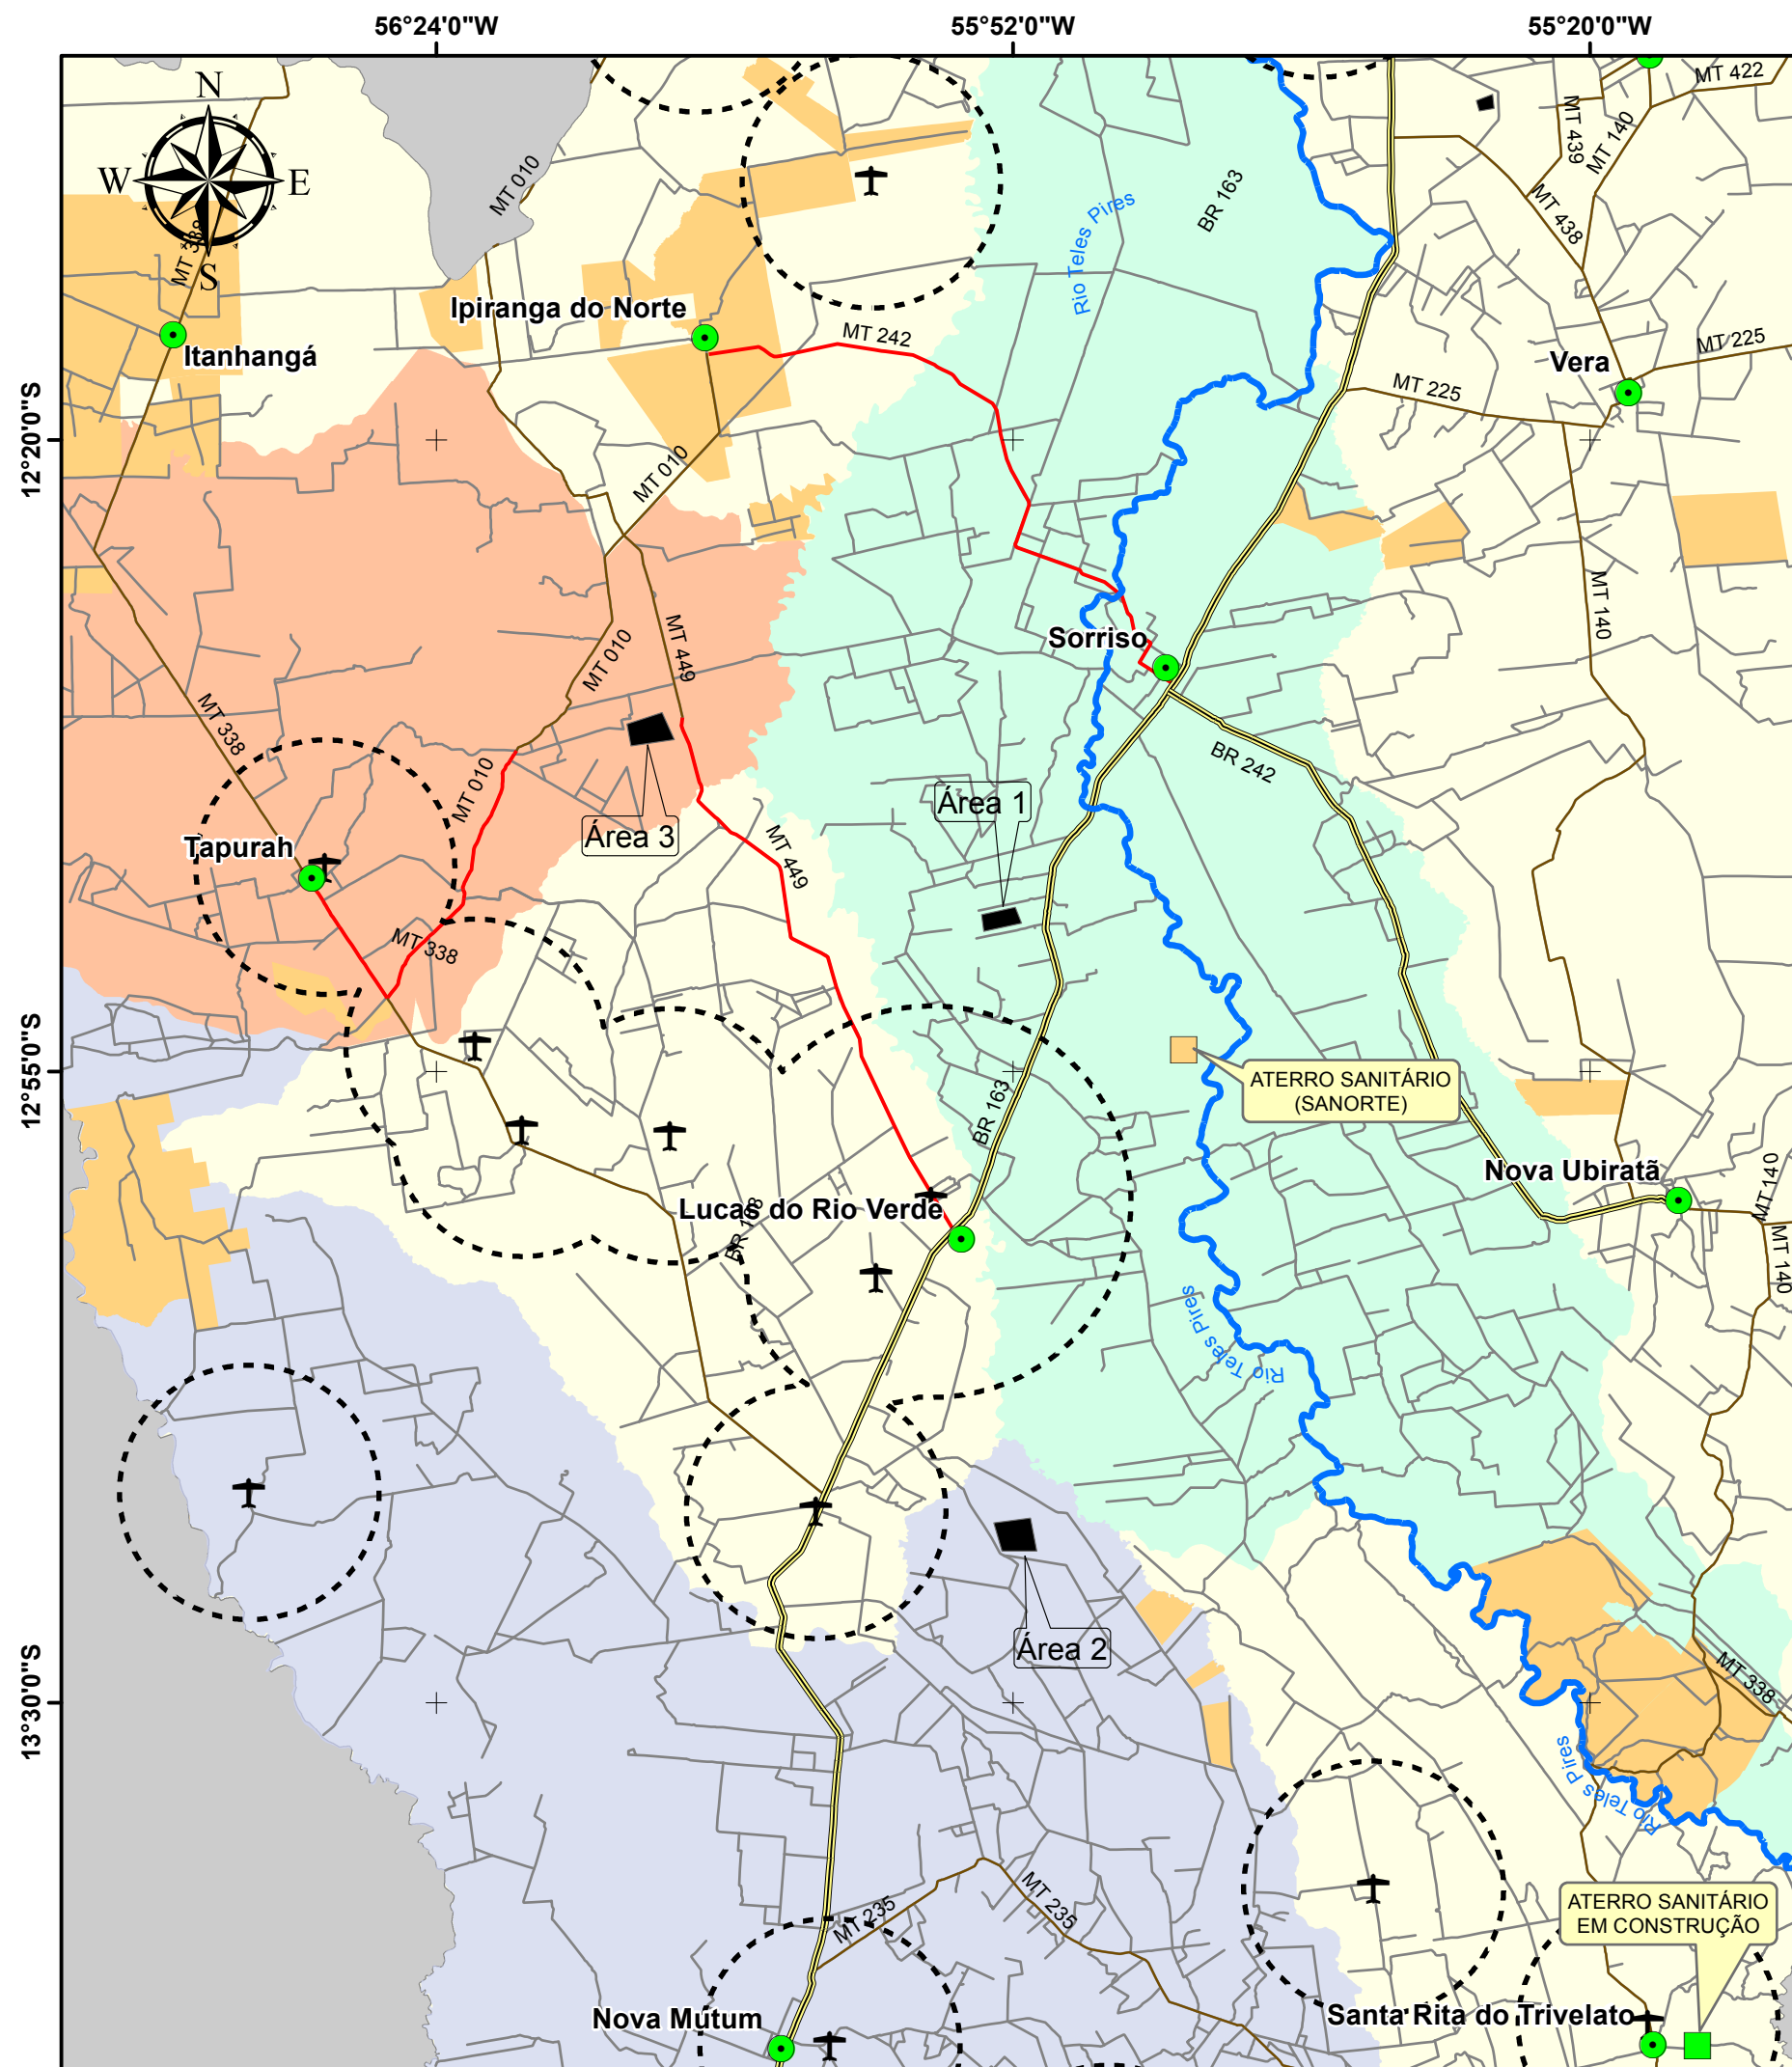 56°24'0"W
55°52'0"W
55°20'0"W
N
W
E
S
MT 338
MT 010
BR 163
Rio Teles Pires
MT 422
MT 439
MT 140
MT 438
Ipiranga do Norte
Itanhangá
MT 242
Vera
MT 225
MT 225
12°20'0"S
MT 010
MT 140
Sorriso
MT 010
MT 449
MT 338
BR 242
MT 010
Área 1
Área 3
Tapurah
MT 449
MT 338
12°55'0"S
ATERRO SANITÁRIO
(SANORTE)
BR 163
Nova Ubiratã
MT 140
MT 140
Lucas do Rio Verde
Rio Teles Pires
Área 2
13°30'0"S
MT 338
Rio Teles Pires
MT 235
MT 235
ATERRO SANITÁRIO
EM CONSTRUÇÃO
Nova Mutum
Santa Rita do Trivelato